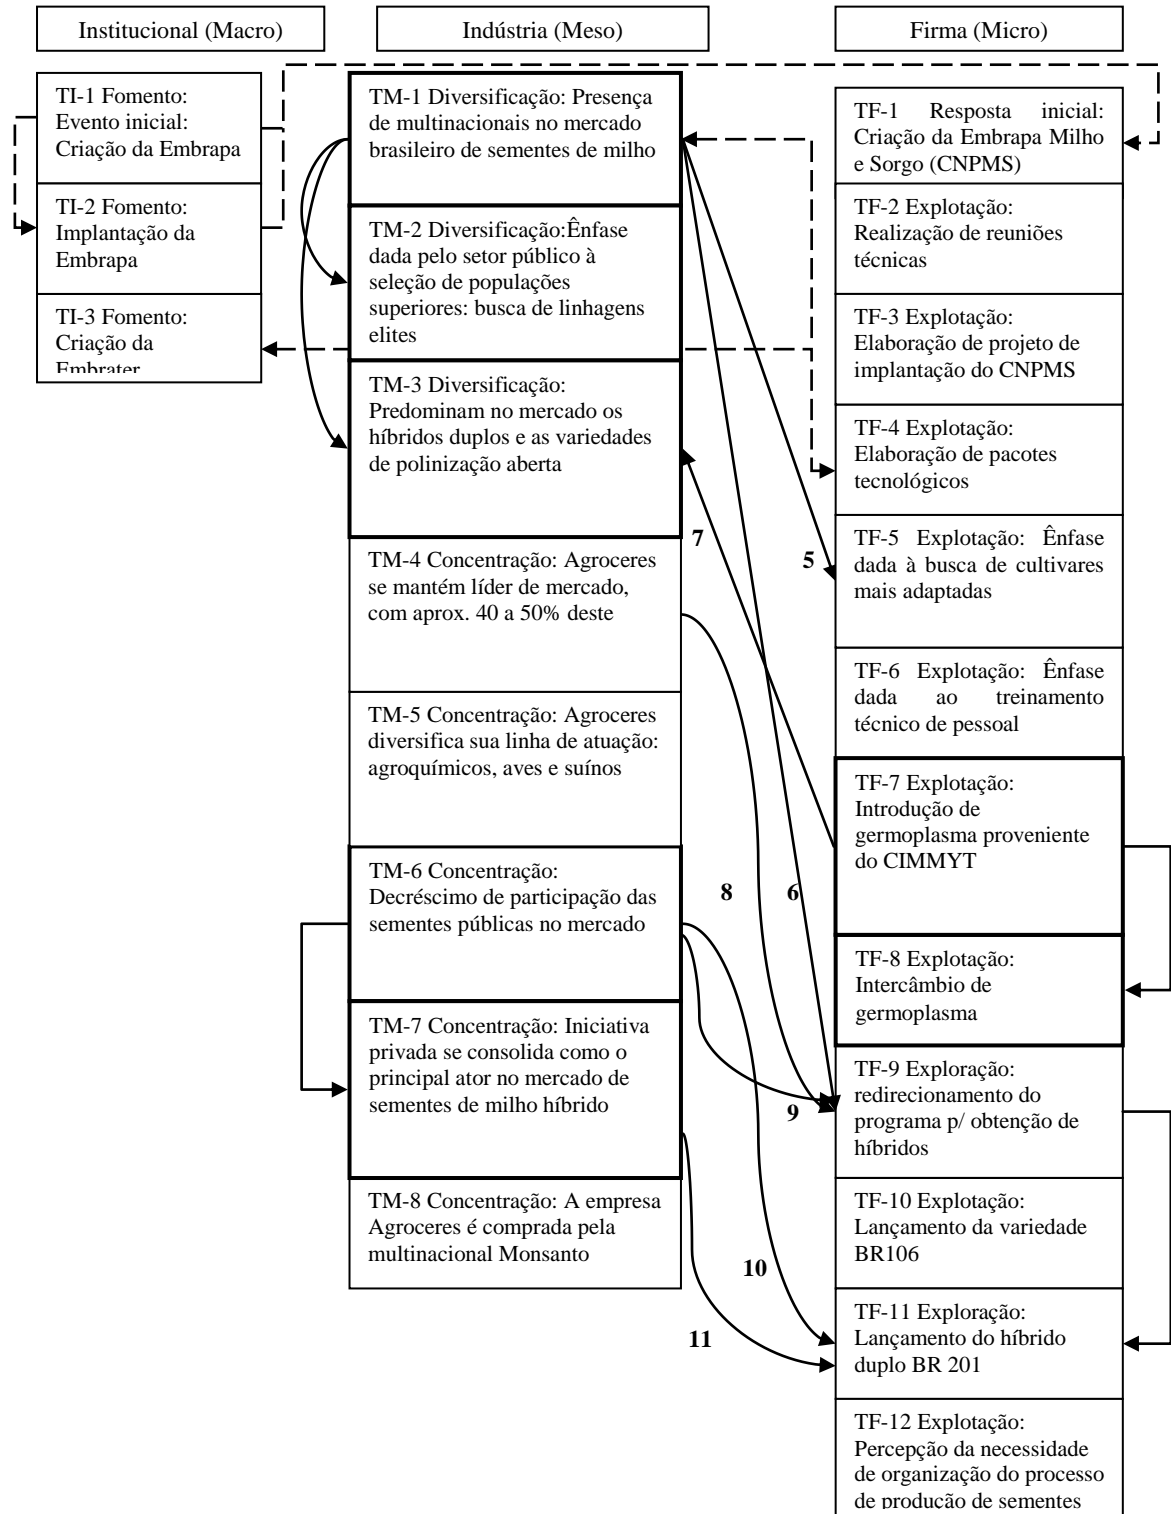 Institucional (Macro)
Indústria (Meso)
Firma (Micro)
TI-1 Fomento:
Evento inicial:
Criação da Embrapa
TI-2 Fomento:
Implantação da
Embrapa
TI-3 Fomento:
Criação da
Embrater
TM-1 Diversificação: Presença
de multinacionais no mercado
brasileiro de sementes de milho
TM-2 Diversificação:Ênfase
dada pelo setor público à
seleção de populações
superiores: busca de linhagens
elites
TM-3 Diversificação:
Predominam no mercado os
híbridos duplos e as variedades
de polinização aberta
TM-4 Concentração: Agroceres
se mantém líder de mercado,
com aprox. 40 a 50% deste
TM-5 Concentração: Agroceres
diversifica sua linha de atuação:
agroquímicos, aves e suínos
TM-6 Concentração:
Decréscimo de participação das
sementes públicas no mercado
TM-7 Concentração: Iniciativa
privada se consolida como o
principal ator no mercado de
sementes de milho híbrido
TM-8 Concentração: A empresa
Agroceres é comprada pela
multinacional Monsanto
7
5
8
6
9
10
11
TF-1 Resposta inicial:
Criação da Embrapa Milho
e Sorgo (CNPMS)
TF-2 Explotação:
Realização de reuniões
técnicas
TF-3 Explotação:
Elaboração de projeto de
implantação do CNPMS
TF-4 Explotação:
Elaboração de pacotes
tecnológicos
TF-5 Explotação: Ênfase
dada à busca de cultivares
mais adaptadas
TF-6 Explotação: Ênfase
dada ao treinamento
técnico de pessoal
TF-7 Explotação:
Introdução de
germoplasma proveniente
do CIMMYT
TF-8 Explotação:
Intercâmbio de
germoplasma
TF-9 Exploração:
redirecionamento do
programa p/ obtenção de
híbridos
TF-10 Explotação:
Lançamento da variedade
BR106
TF-11 Exploração:
Lançamento do híbrido
duplo BR 201
TF-12 Explotação:
Percepção da necessidade
de organização do processo
de produção de sementes